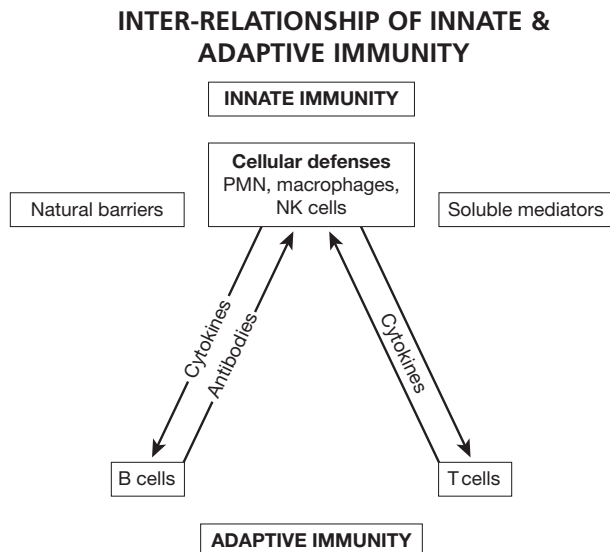 INTER-RELATIONSHIP OF INNATE &
ADAPTIVE IMMUNITY
INNATE IMMUNITY
Cellular defenses
PMN, macrophages,
NK cells
Natural barriers
Soluble mediators
Cytokines
Antibodies
Cytokines
B cells
T cells
ADAPTIVE IMMUNITY